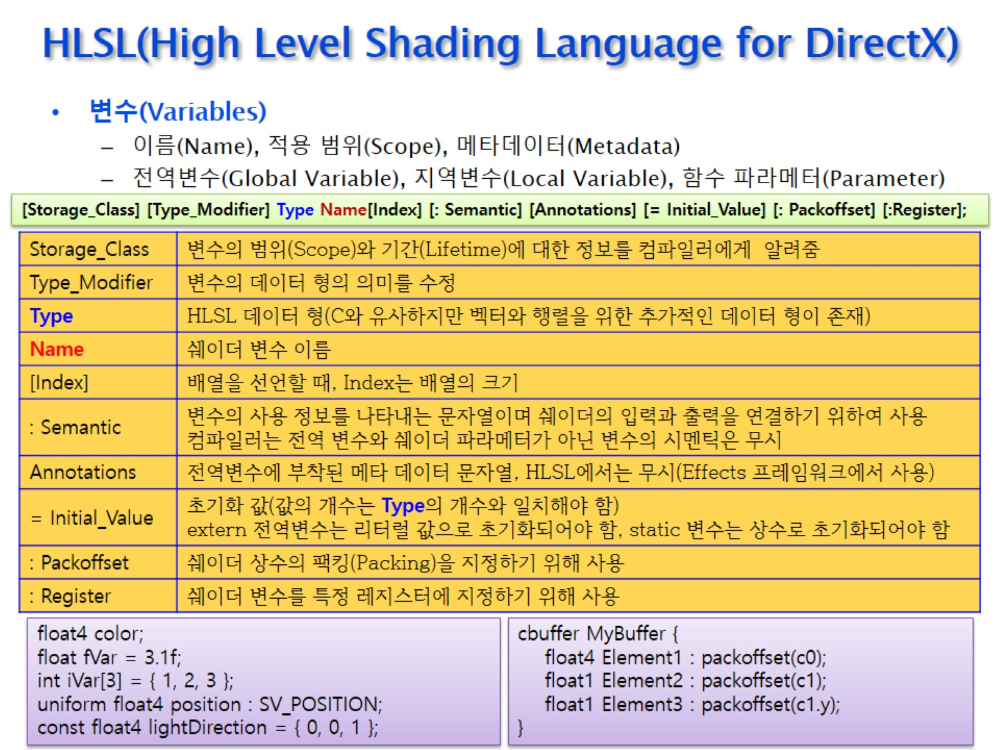 HLSL(High Level Shading Language for DirectX)
• 변수(Variables)
– 이름(Name), 적용 범위(Scope), 메타데이터(Metadata)
– 전역변수(Global Variable), 지역변수(Local Variable), 함수 파라메터(Parameter)
[Storage_Class] [Type_Modifier] Type Name[Index] [: Semantic] [Annotations] [= Initial_Value] [: Packoffset] [:Register];
Storage_Class 변수의 범위(Scope)와 기간(Lifetime)에 대한 정보를 컴파일러에게 알려줌
Type_Modifier 변수의 데이터 형의 의미를 수정
Type HLSL 데이터 형(C와 유사하지만 벡터와 행렬을 위한 추가적인 데이터 형이 존재)
Name 쉐이더 변수 이름
[Index] 배열을 선언할 때, Index는 배열의 크기
: Semantic 변수의 사용 정보를 나타내는 문자열이며 쉐이더의 입력과 출력을 연결하기 위하여 사용
컴파일러는 전역 변수와 쉐이더 파라메터가 아닌 변수의 시멘틱은 무시
Annotations 전역변수에 부착된 메타 데이터 문자열, HLSL에서는 무시(Effects 프레임워크에서 사용)
= Initial_Value 초기화 값(값의 개수는 Type의 개수와 일치해야 함)
extern 전역변수는 리터럴 값으로 초기화되어야 함, static 변수는 상수로 초기화되어야 함
: Packoffset 쉐이더 상수의 팩킹(Packing)을 지정하기 위해 사용
: Register 쉐이더 변수를 특정 레지스터에 지정하기 위해 사용
float4 color;
float fVar = 3.1f;
int iVar[3] = { 1, 2, 3 };
uniform float4 position : SV_POSITION;
const float4 lightDirection = { 0, 0, 1 };
cbuffer MyBuffer {
float4 Element1 : packoffset(c0);
float1 Element2 : packoffset(c1);
float1 Element3 : packoffset(c1.y);
}